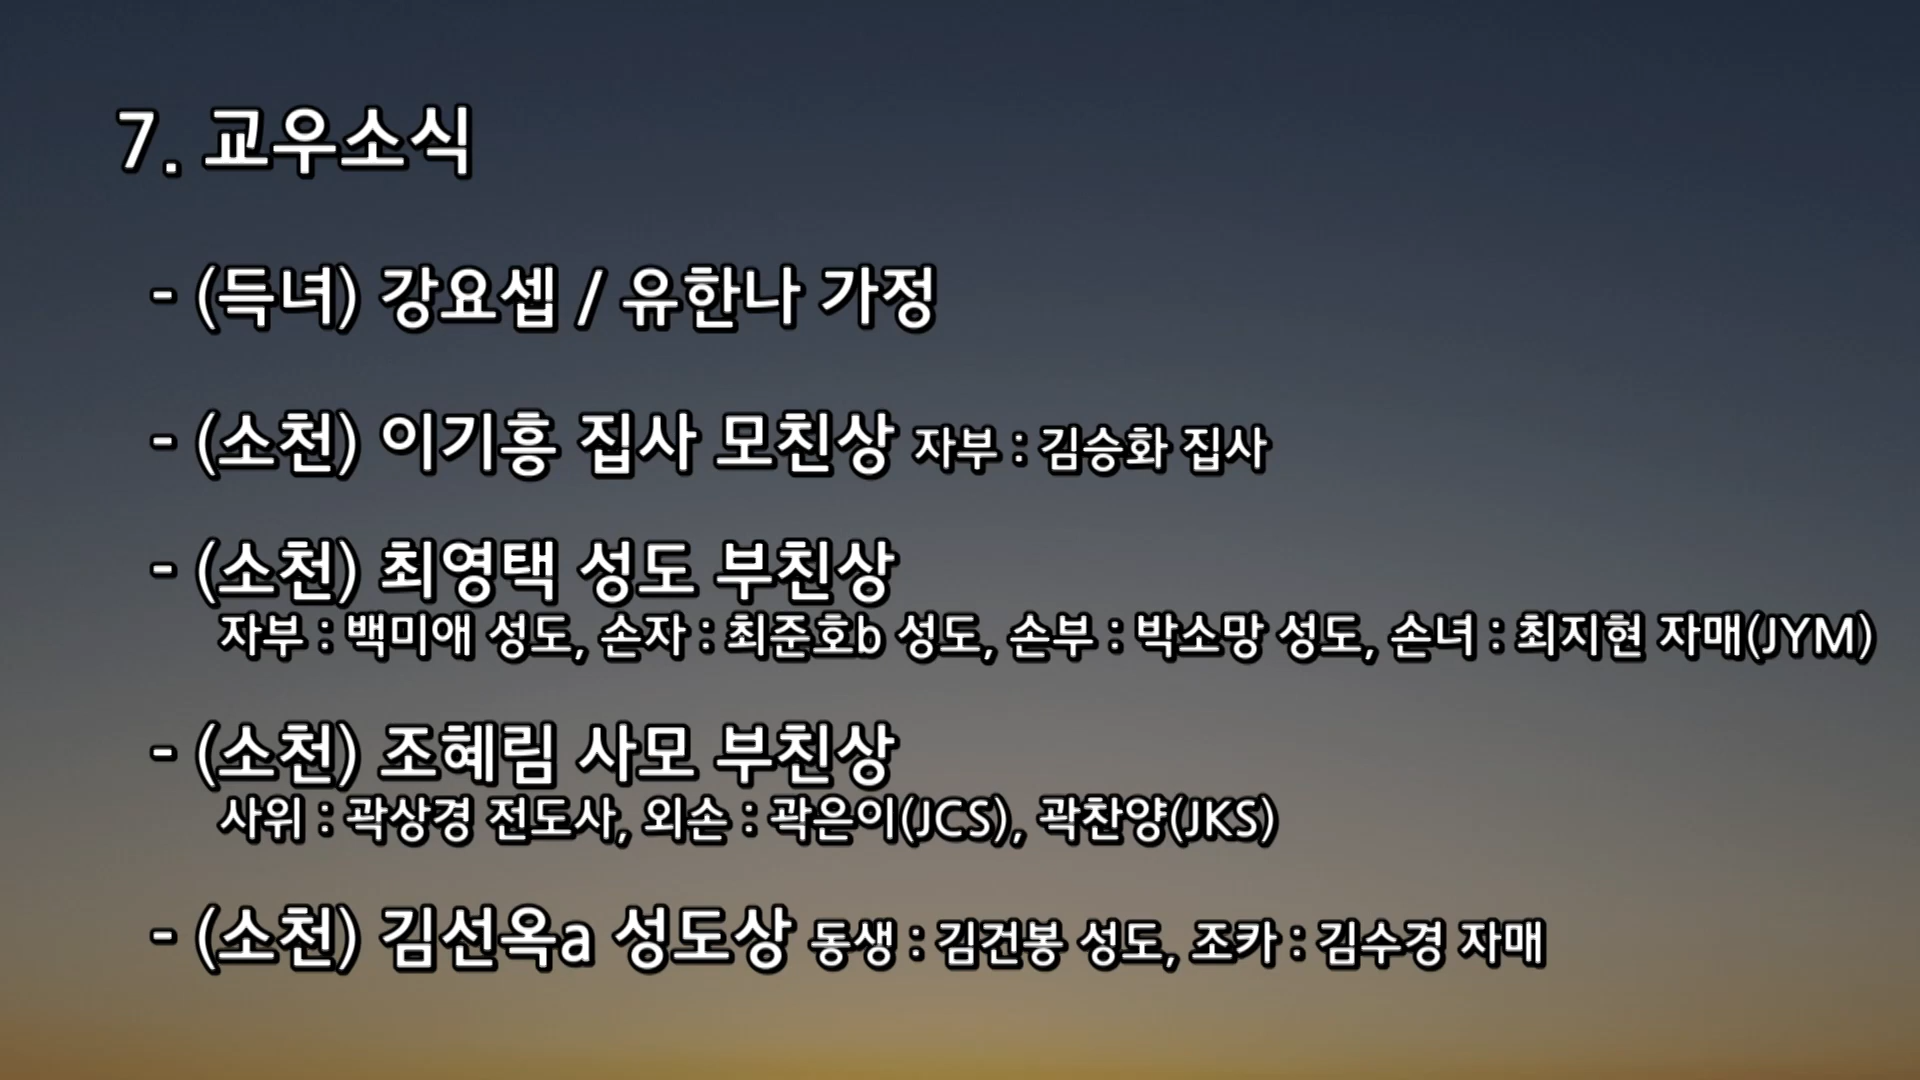 7. 교우소식
- (득녀) 강요셉 / 유한나 가정
- (소천) 이기흥 집사 모친상 자부 : 김승화 집사
- (소천) 최영택 성도 부친상
자부 : 백미애 성도, 손자 : 최준호b 성도, 손부 : 박소망 성도, 손녀 : 최지현 자매(JYM)
- (소천) 조혜림 사모 부친상
사위 : 곽상경 전도사, 외손 : 곽은이(JCS), 곽찬양(JKS)
- (소천) 김선옥a 성도상 동생 : 김건봉 성도, 조카 : 김수경 자매